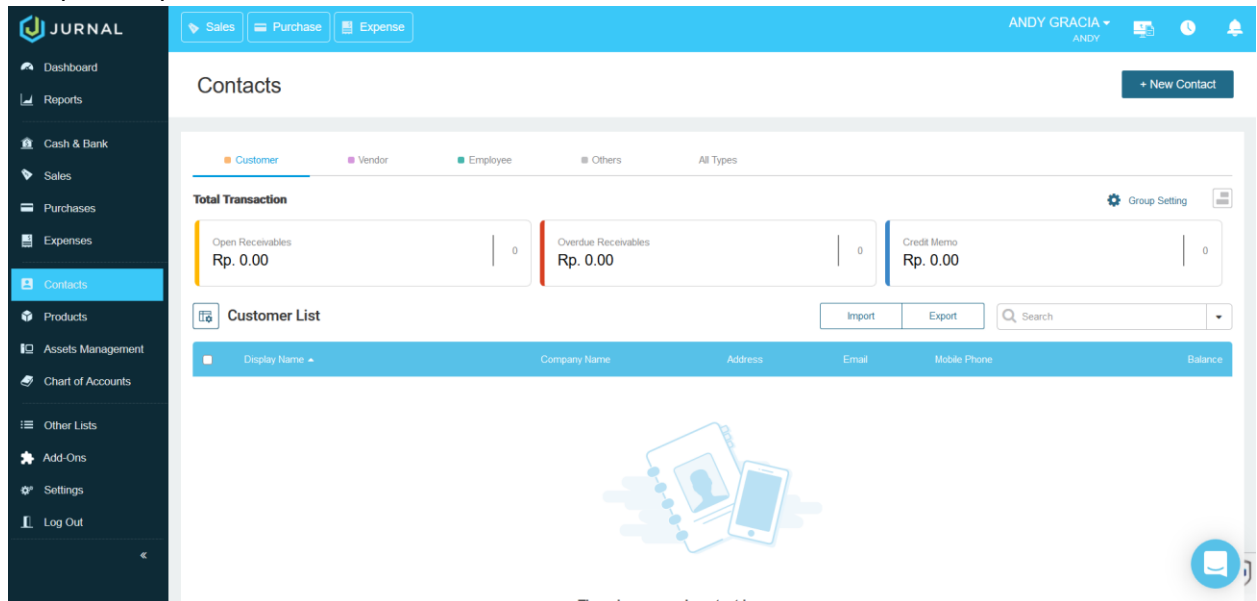 JURNAL
Sales
Purchase
Expense
ANDY GRACIA
ANDY
Dashboard
Reports
Cash & Bank
Sales
Purchases
Expenses
Contacts
Products
Assets Management
Chart of Accounts
Other Lists
Add-Ons
Settings
Log Out
Contacts
+ New Contact
Customer
Vendor
Employee
Others
All Types
Total Transaction
Group Setting
Open Receivables
Rp. 0.00
0
Overdue Receivables
Rp. 0.00
0
Credit Memo
Rp. 0.00
0
Customer List
Import
Export
Search
Display Name
Company Name
Address
Email
Mobile Phone
Balance